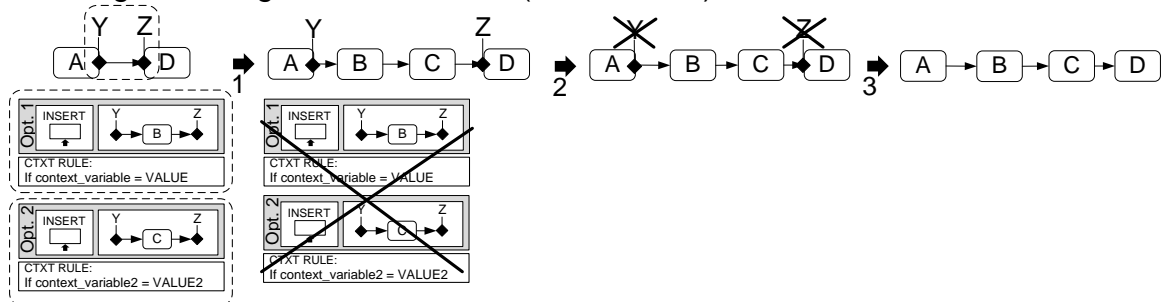 Y Z
A D
1
Y Z
A B C D
2
Y Z
A B C D
3
A B C D
Opt. 1
INSERT
Y Z
B
CTXT RULE:
If context_variable = VALUE
Opt. 2
INSERT
Y Z
C
CTXT RULE:
If context_variable2 = VALUE2
Opt. 1
INSERT
Y Z
B
CTXT RULE:
If context_variable = VALUE
Opt. 2
INSERT
Y Z
C
CTXT RULE:
If context_variable2 = VALUE2